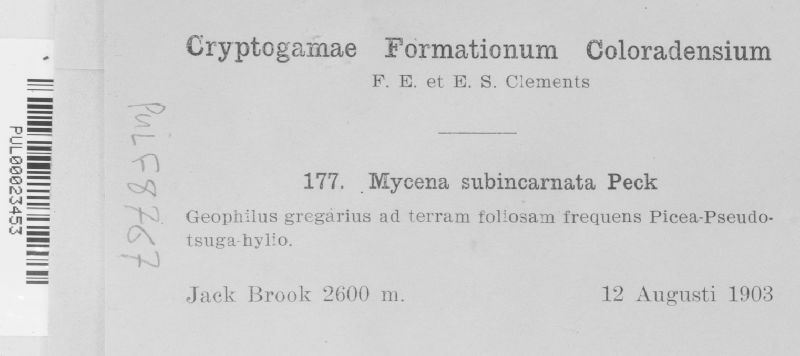 Cryptogamae Formationum Coloradensium
F. E. et E. S. Clements
177. Mycena subincarnata Peck
Geophilus gregarius ad terram foliosam frequens Picea-Pseudo-
tsuga-hylio.
Jack Brook 2600 m. 12 Augusti 1903
PUL F8767
PUL00023453